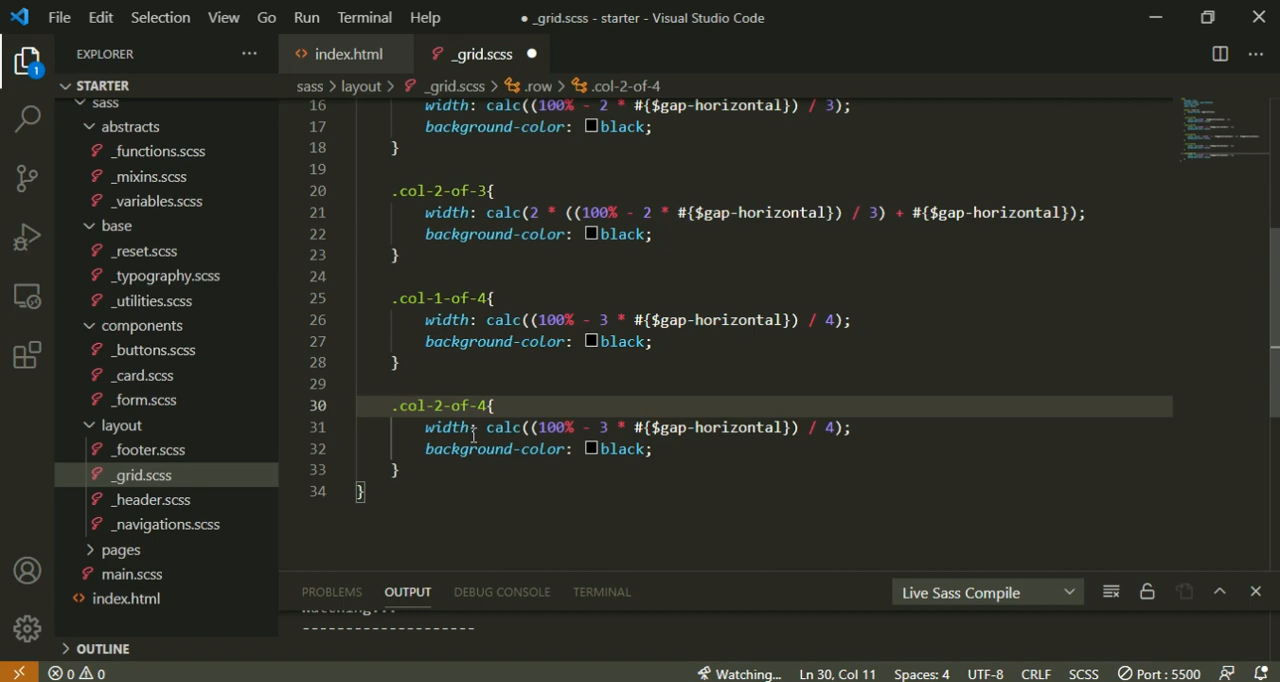 File Edit Selection View Go Run Terminal Help ● _grid.scss - starter - Visual Studio Code
EXPLORER ···
index.html
_grid.scss
1
STARTER
sass > layout > _grid.scss > .row > .col-2-of-4
sass
abstracts
_functions.scss
_mixins.scss
_variables.scss
base
_reset.scss
_typography.scss
_utilities.scss
components
_buttons.scss
_card.scss
_form.scss
layout
_footer.scss
_grid.scss
_header.scss
_navigations.scss
pages
main.scss
index.html
OUTLINE
16 width: calc((100% - 2 * #{$gap-horizontal}) / 3);
17 background-color: black;
18 }
19
20 .col-2-of-3{
21 width: calc(2 * ((100% - 2 * #{$gap-horizontal}) / 3) + #{$gap-horizontal});
22 background-color: black;
23 }
24
25 .col-1-of-4{
26 width: calc((100% - 3 * #{$gap-horizontal}) / 4);
27 background-color: black;
28 }
29
30 .col-2-of-4{
31 width: calc((100% - 3 * #{$gap-horizontal}) / 4);
32 background-color: black;
33 }
34 }
PROBLEMS OUTPUT DEBUG CONSOLE TERMINAL Live Sass Compile
Watching...
--------------------
0 0 Watching... Ln 30, Col 11 Spaces: 4 UTF-8 CRLF SCSS Port : 5500